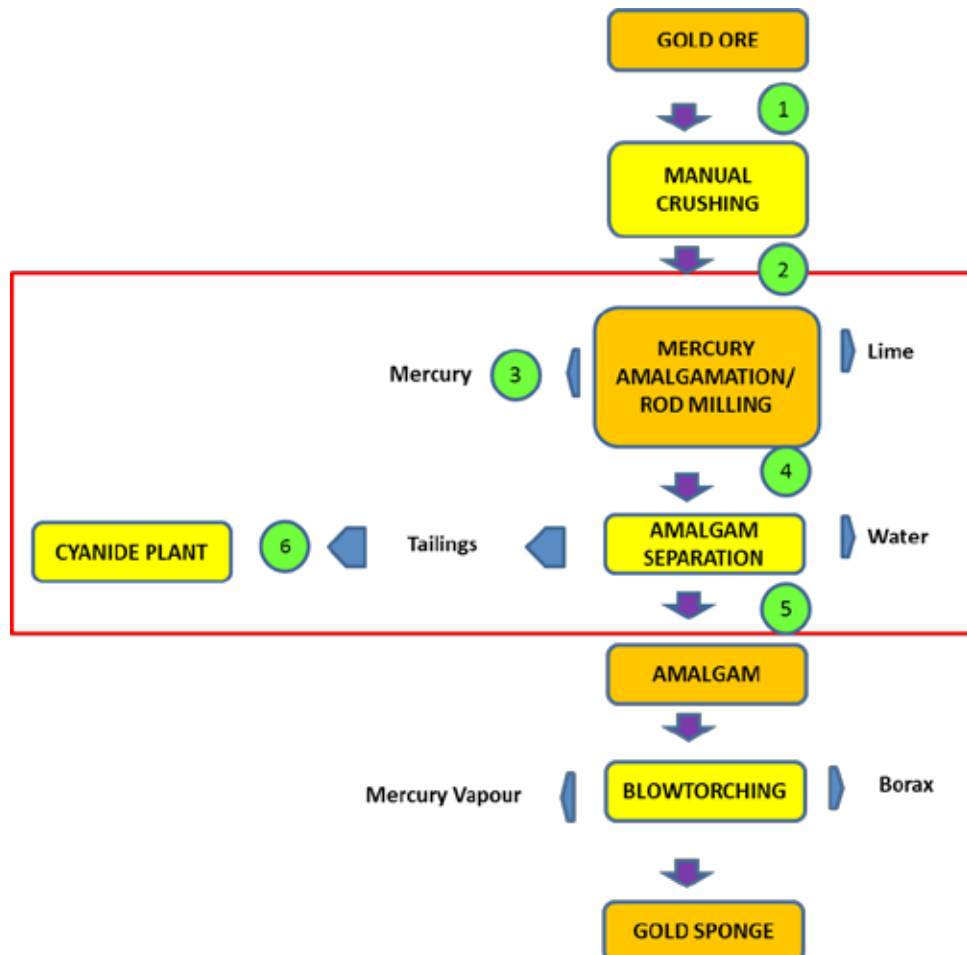 GOLD ORE
1
MANUAL
CRUSHING
2
MERCURY
AMALGAMATION/
ROD MILLING
Lime
Mercury
3
4
AMALGAM
SEPARATION
Water
Tailings
6
CYANIDE PLANT
5
AMALGAM
BLOWTORCHING
Borax
Mercury Vapour
GOLD SPONGE